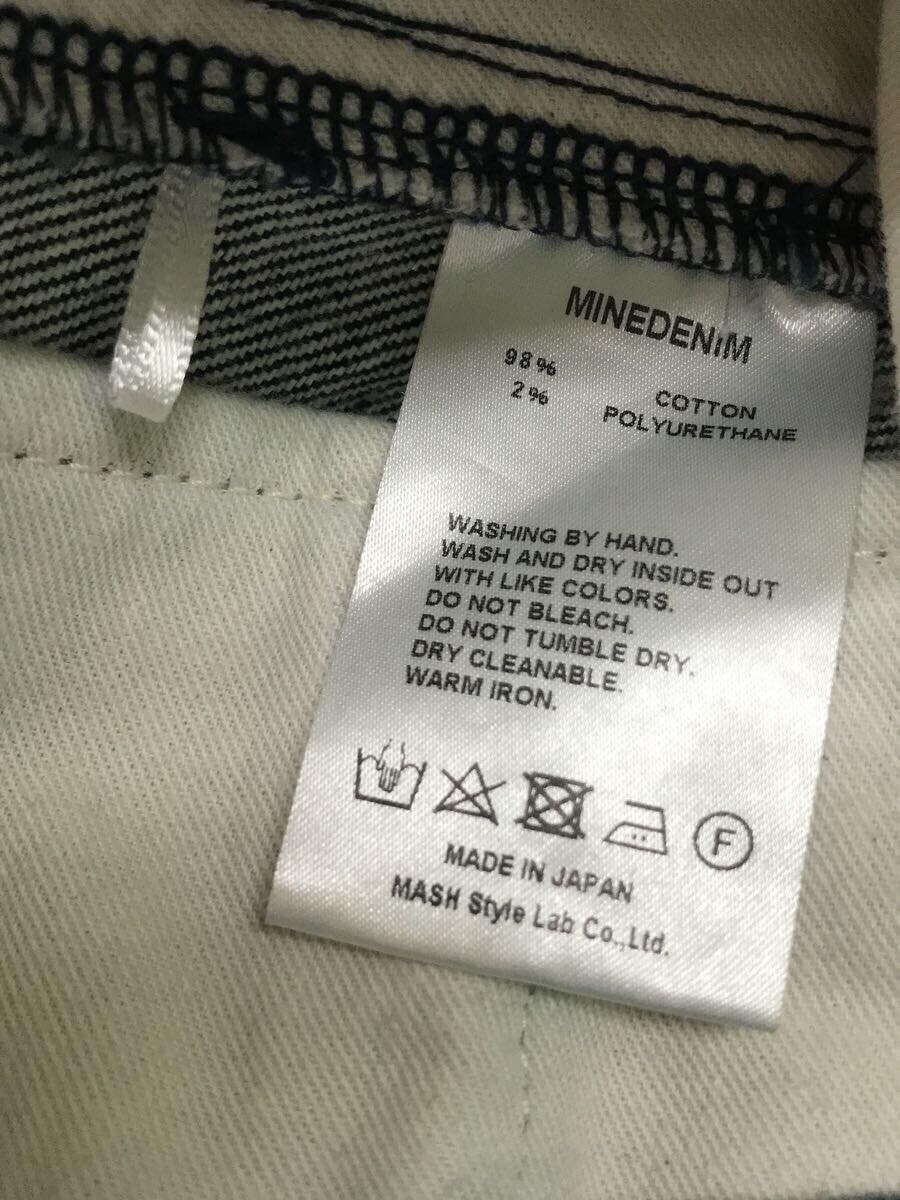 MINEDENiM
98% COTTON
2% POLYURETHANE
WASHING BY HAND.
WASH AND DRY INSIDE OUT
WITH LIKE COLORS.
DO NOT BLEACH.
DO NOT TUMBLE DRY.
DRY CLEANABLE.
WARM IRON.
F
MADE IN JAPAN
MASH Style Lab Co.,Ltd.